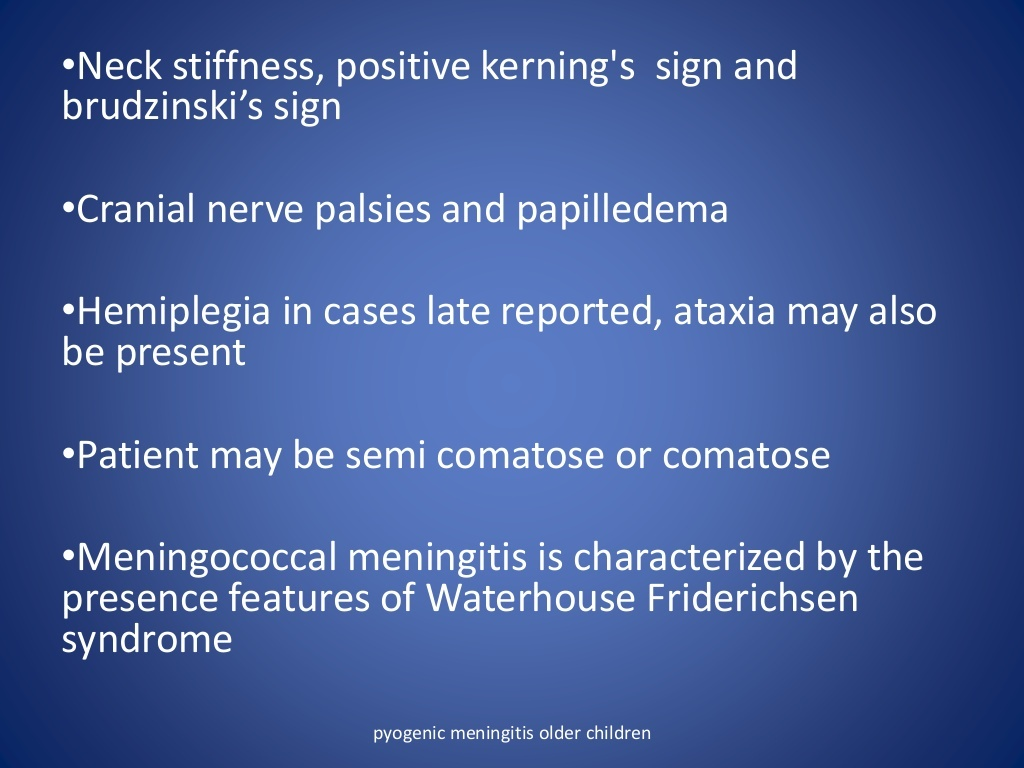 •Neck stiffness, positive kerning's  sign and
brudzinski’s sign
•Cranial nerve palsies and papilledema
•Hemiplegia in cases late reported, ataxia may also
be present
•Patient may be semi comatose or comatose
•Meningococcal meningitis is characterized by the
presence features of Waterhouse Friderichsen
syndrome
pyogenic meningitis older children